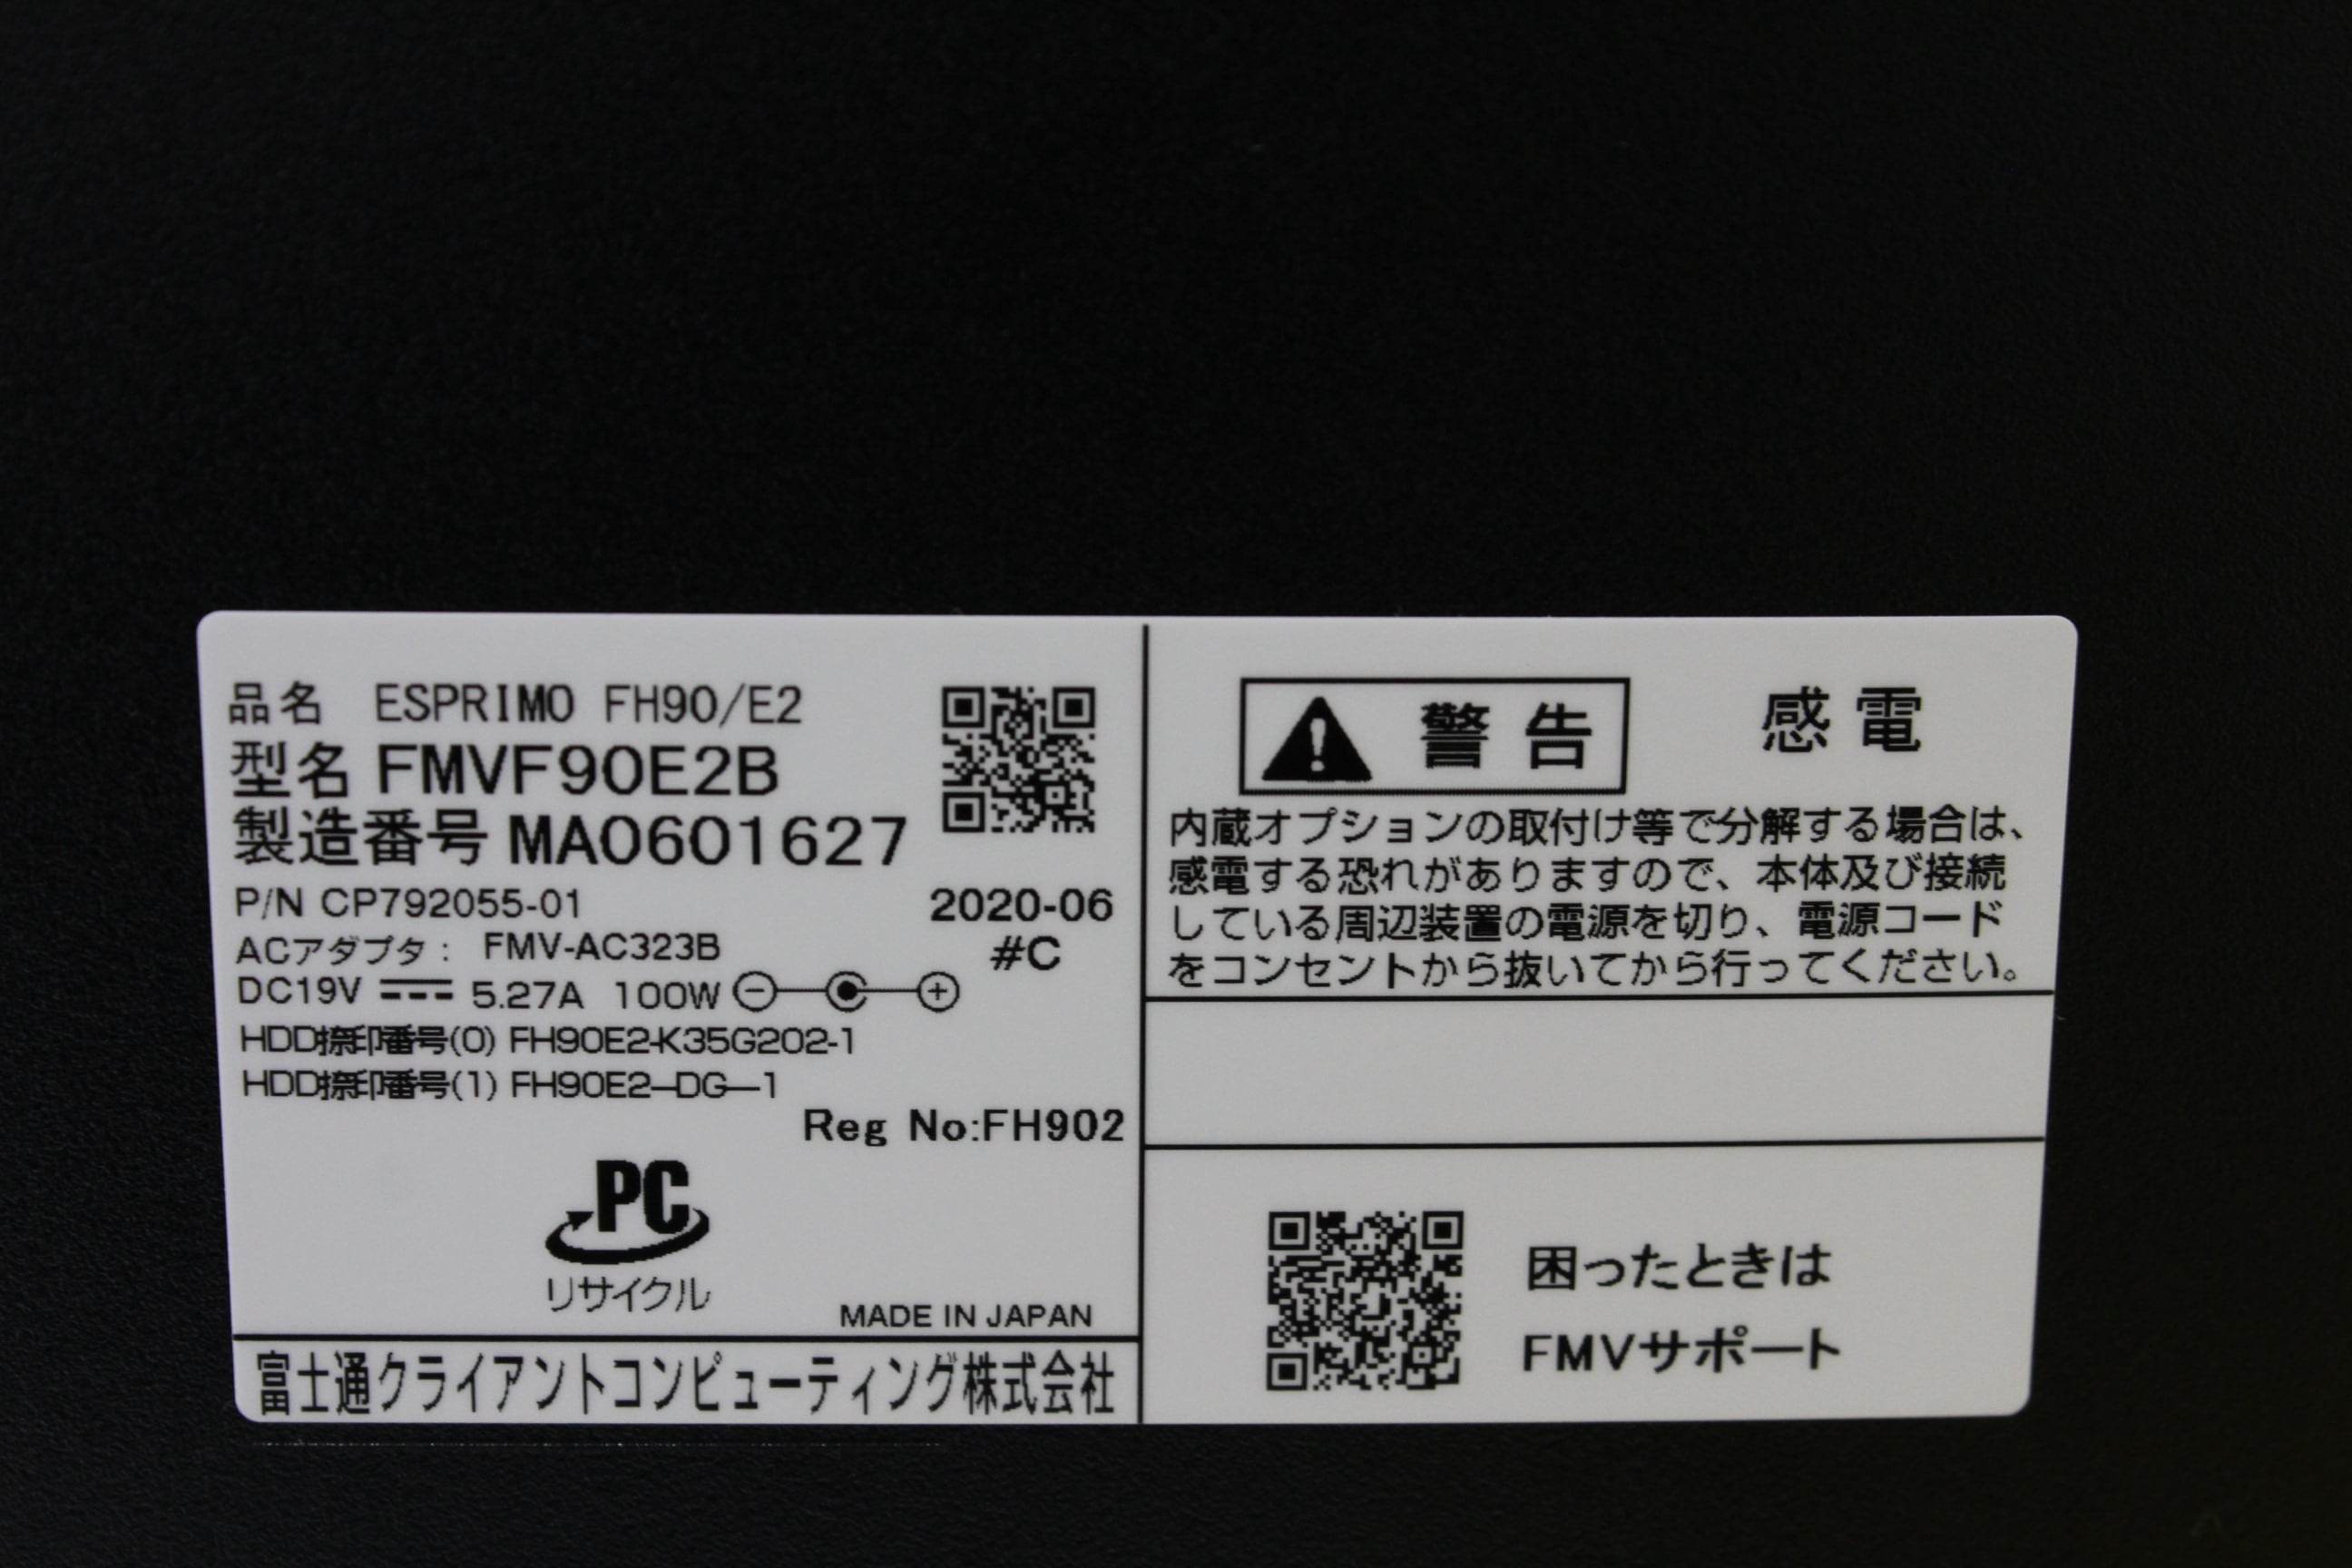 品名 ESPRIMO FH90/E2
型名 FMVF90E2B
製造番号 MA0601627
P/N CP792055-01
2020-06
#C
ACアダプタ: FMV-AC323B
DC19V 5.27A 100W
HDD捺印番号(0) FH90E2-K35G202-1
HDD捺印番号(1) FH90E2-DG-1
Reg No:FH902
PC
リサイクル
MADE IN JAPAN
富士通クライアントコンピューティング株式会社
警告 感電
内蔵オプションの取付け等で分解する場合は、
感電する恐れがありますので、本体及び接続
している周辺装置の電源を切り、電源コード
をコンセントから抜いてから行ってください。
困ったときは
FMVサポート